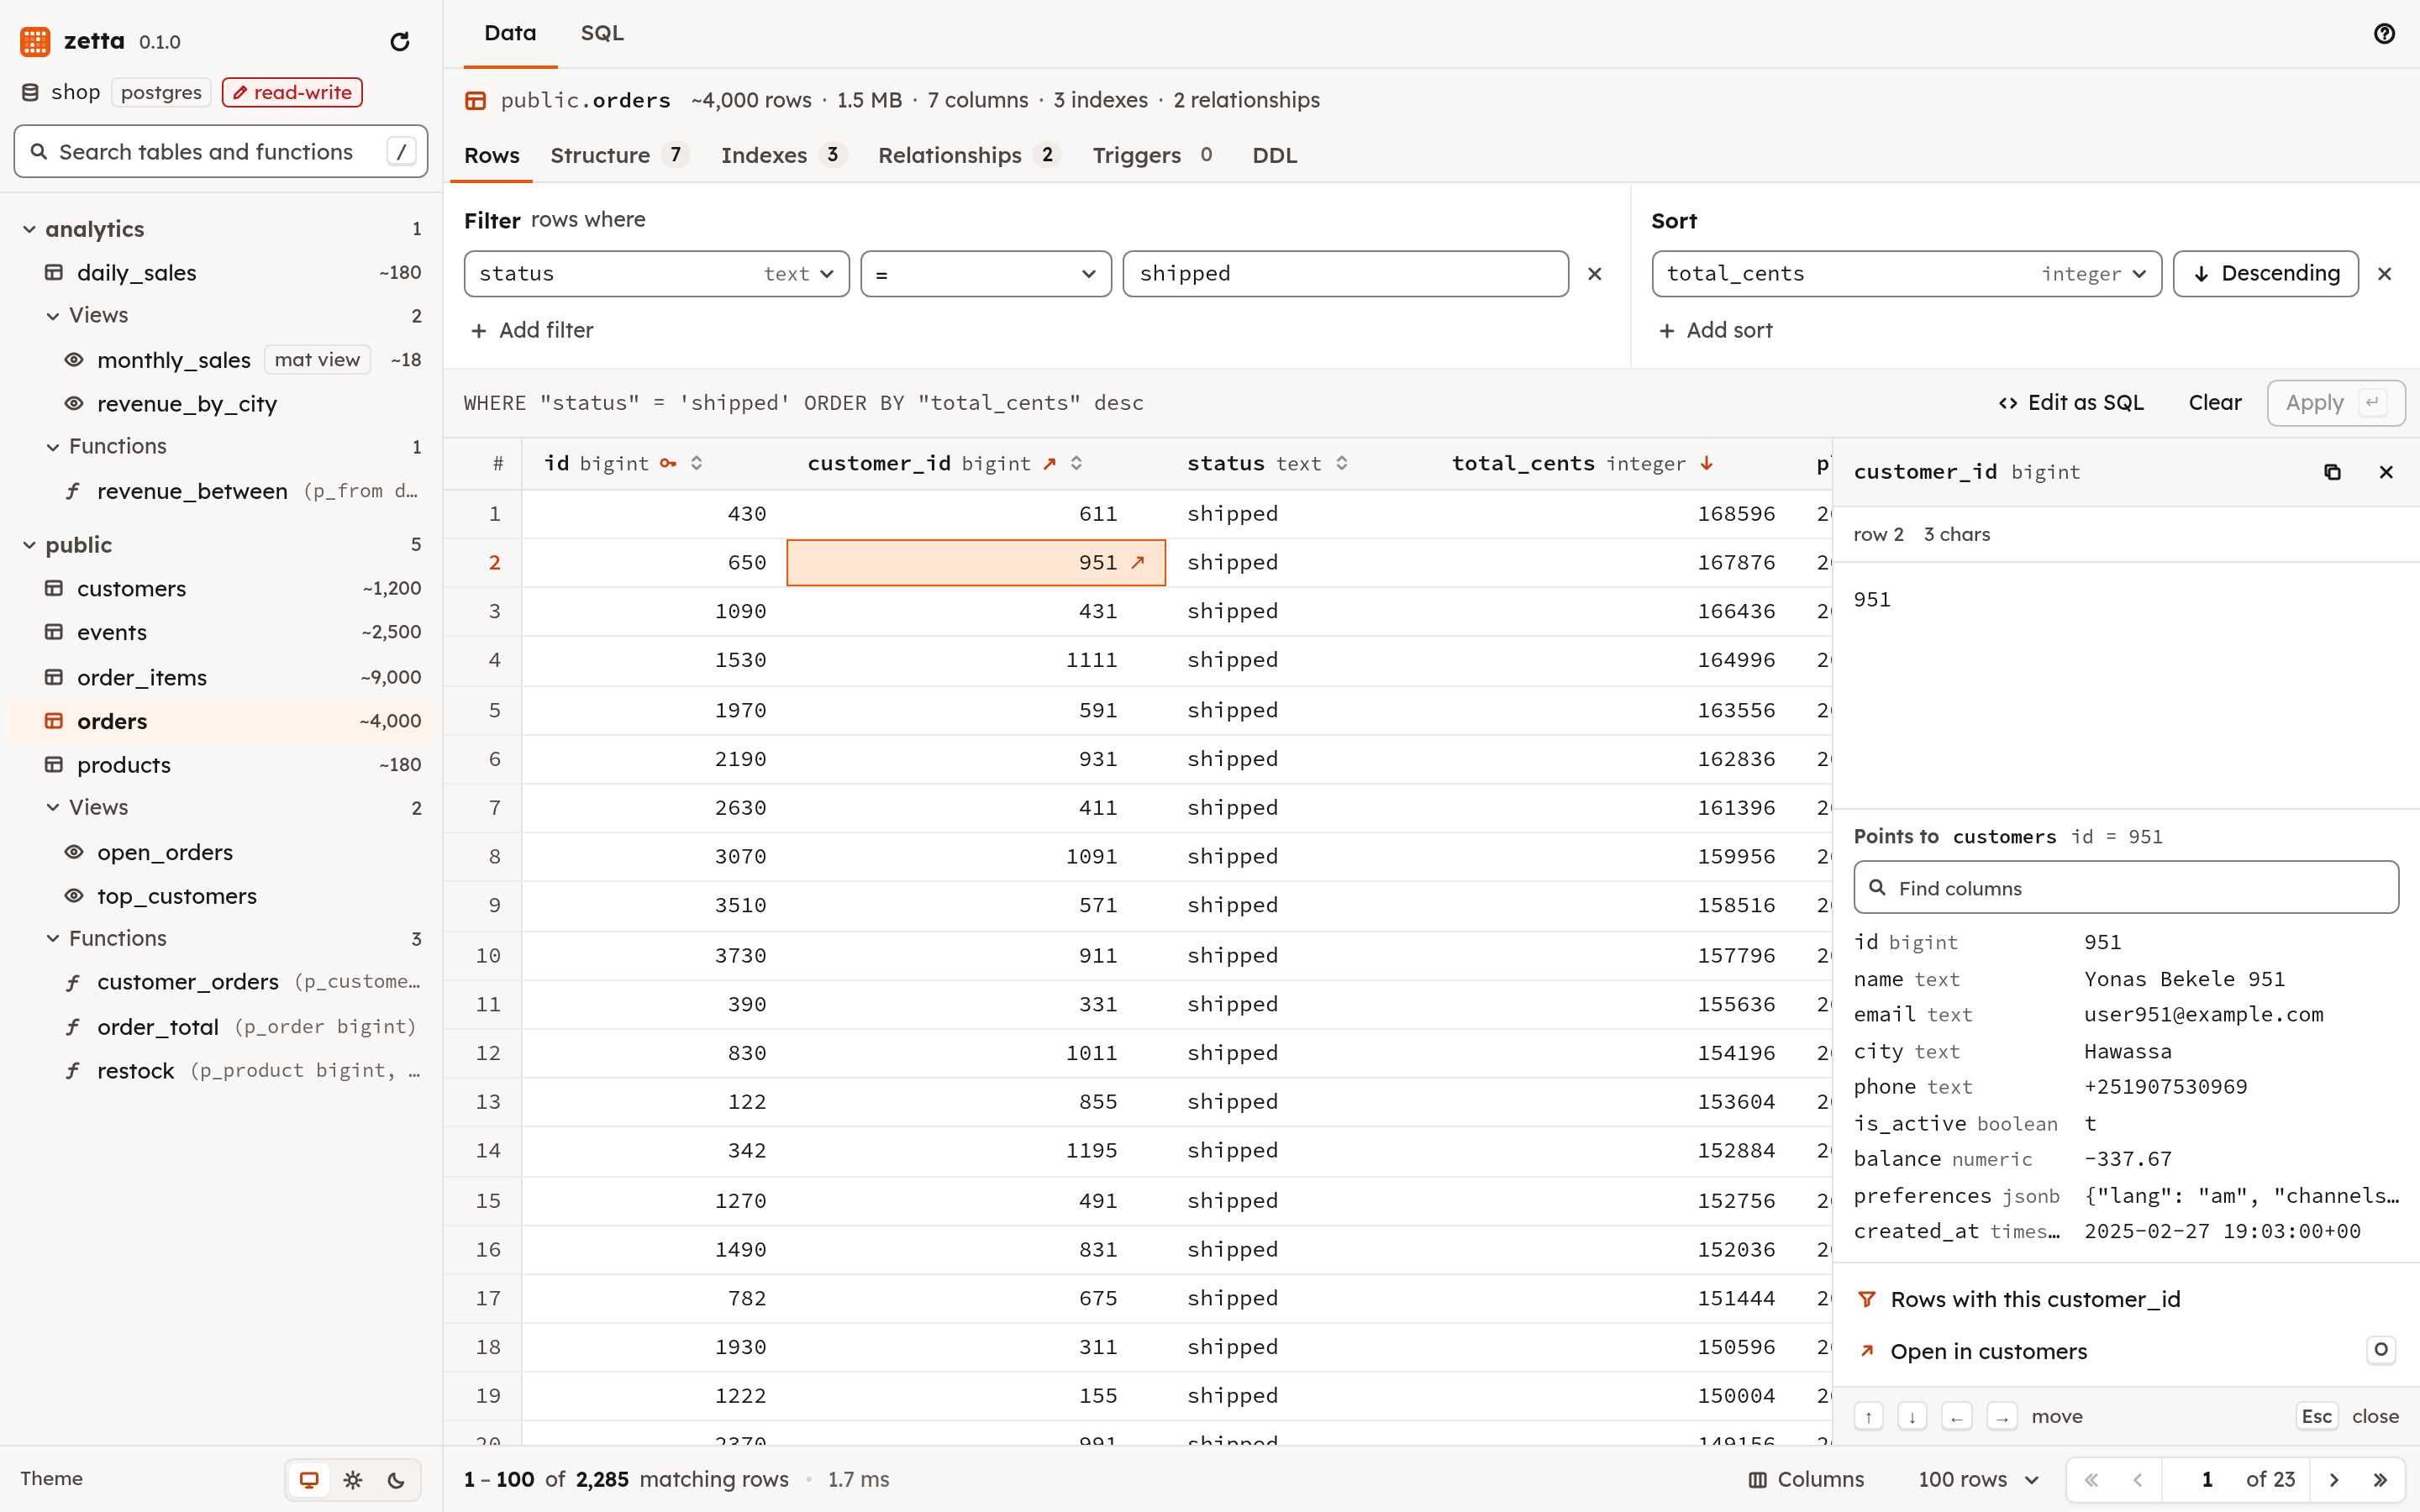 zetta 0.1.0
shop postgres read-write
Search tables and functions /
analytics 1
daily_sales ~180
Views 2
monthly_sales mat view ~18
revenue_by_city
Functions 1
revenue_between (p_from d…
public 5
customers ~1,200
events ~2,500
order_items ~9,000
orders ~4,000
products ~180
Views 2
open_orders
top_customers
Functions 3
customer_orders (p_custome…
order_total (p_order bigint)
restock (p_product bigint, …
Theme
Data SQL
public.orders ~4,000 rows · 1.5 MB · 7 columns · 3 indexes · 2 relationships
Rows Structure 7 Indexes 3 Relationships 2 Triggers 0 DDL
Filter rows where
status text = shipped
+ Add filter
Sort
total_cents integer ↓ Descending
+ Add sort
WHERE "status" = 'shipped' ORDER BY "total_cents" desc
Edit as SQL Clear Apply ↵
# id bigint customer_id bigint status text total_cents integer
1 430 611 shipped 168596
2 650 951 shipped 167876
3 1090 431 shipped 166436
4 1530 1111 shipped 164996
5 1970 591 shipped 163556
6 2190 931 shipped 162836
7 2630 411 shipped 161396
8 3070 1091 shipped 159956
9 3510 571 shipped 158516
10 3730 911 shipped 157796
11 390 331 shipped 155636
12 830 1011 shipped 154196
13 122 855 shipped 153604
14 342 1195 shipped 152884
15 1270 491 shipped 152756
16 1490 831 shipped 152036
17 782 675 shipped 151444
18 1930 311 shipped 150596
19 1222 155 shipped 150004
20 2370 991 shipped 149156
customer_id bigint
row 2 3 chars
951
Points to customers id = 951
Find columns
id bigint 951
name text Yonas Bekele 951
email text user951@example.com
city text Hawassa
phone text +251907530969
is_active boolean t
balance numeric -337.67
preferences jsonb {"lang": "am", "channels…
created_at times… 2025-02-27 19:03:00+00
Rows with this customer_id
Open in customers O
↑ ↓ ← → move Esc close
1 – 100 of 2,285 matching rows · 1.7 ms
Columns 100 rows « ‹ 1 of 23 › »